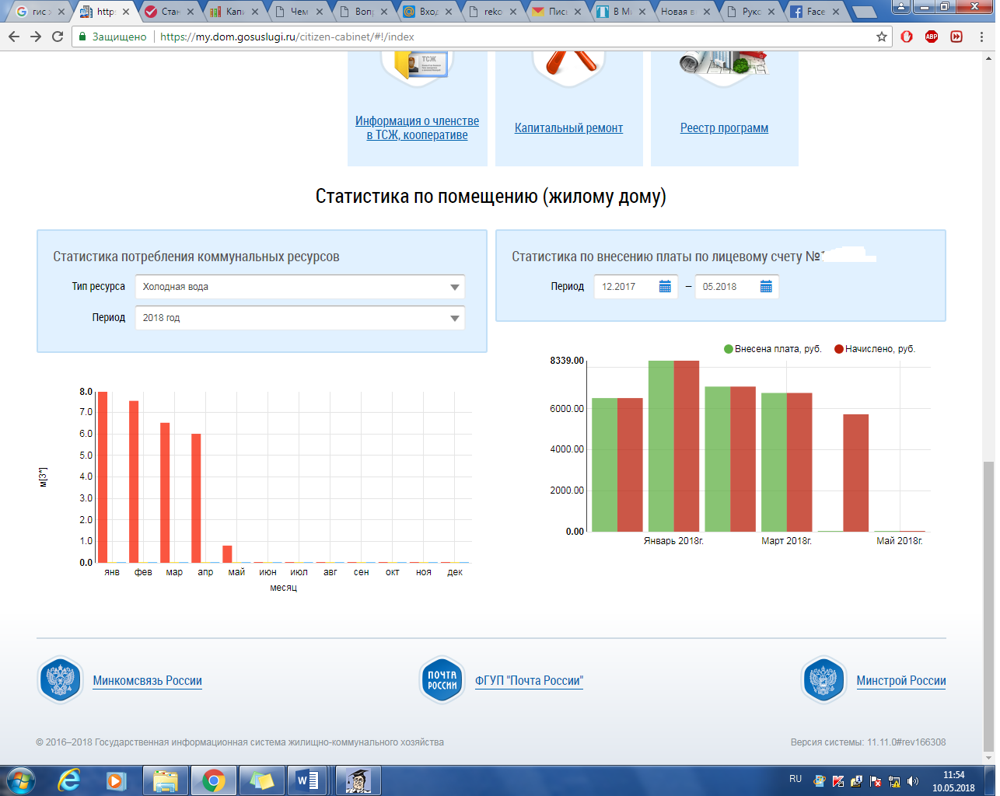 гис ж
http:
Стан
Капи
Чем
Вопр
Вход
reko
Пись
В Ми
Новая в
Рукс
Face
Защищено
https://my.dom.gosuslugi.ru/citizen-cabinet/#!/index
ABP
ТСЖ
Информация о членстве
в ТСЖ, кооперативе
Капитальный ремонт
Реестр программ
Статистика по помещению (жилому дому)
Статистика потребления коммунальных ресурсов
Тип ресурса
Холодная вода
Период
2018 год
Статистика по внесению платы по лицевому счету №
Период
12.2017
–
05.2018
8.0
7.0
6.0
5.0
4.0
3.0
2.0
1.0
0.0
м[3*]
янв фев мар апр май июн июл авг сен окт ноя дек
месяц
Внесена плата, руб.
Начислено, руб.
8339.00
6000.00
4000.00
2000.00
0.00
Январь 2018г.
Март 2018г.
Май 2018г.
Минкомсвязь России
ПОЧТА
РОССИИ
ФГУП "Почта России"
Минстрой России
© 2016–2018 Государственная информационная система жилищно-коммунального хозяйства
Версия системы: 11.11.0#rev166308
RU
11:54
10.05.2018